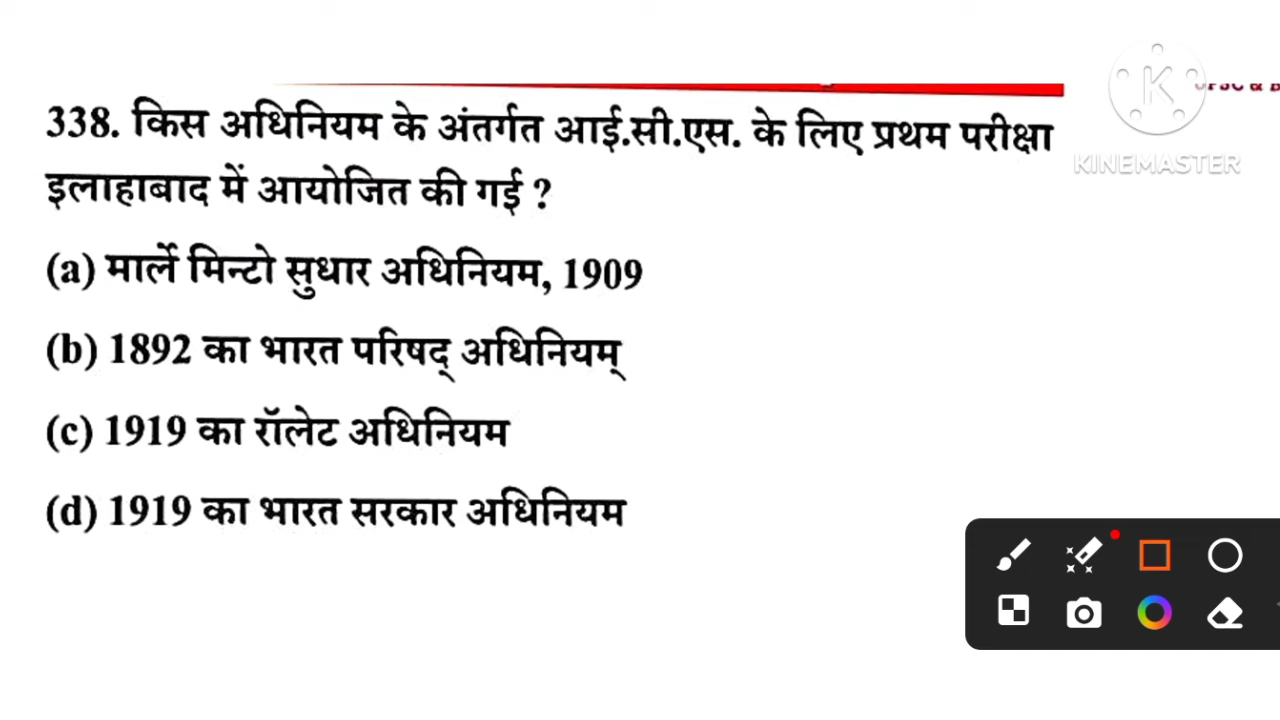 338. किस अधिनियम के अंतर्गत आई.सी.एस. के लिए प्रथम परीक्षा
इलाहाबाद में आयोजित की गई ?
(a) मार्ले मिन्टो सुधार अधिनियम, 1909
(b) 1892 का भारत परिषद् अधिनियम्
(c) 1919 का रॉलेट अधिनियम
(d) 1919 का भारत सरकार अधिनियम
K
KINEMASTER